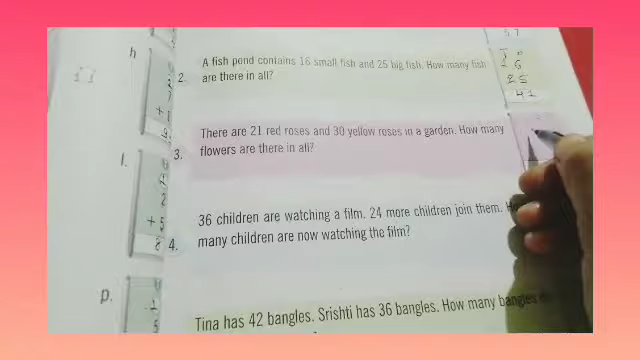 57
h
2. A fish pond contains 16 small fish and 25 big fish. How many fish
are there in all?
T o
1 6
2 5
4 1
There are 21 red roses and 30 yellow roses in a garden. How many
3. flowers are there in all?
l.
36 children are watching a film. 24 more children join them.
4. many children are now watching the film?
p.
Tina has 42 bangles. Srishti has 36 bangles. How many bangles